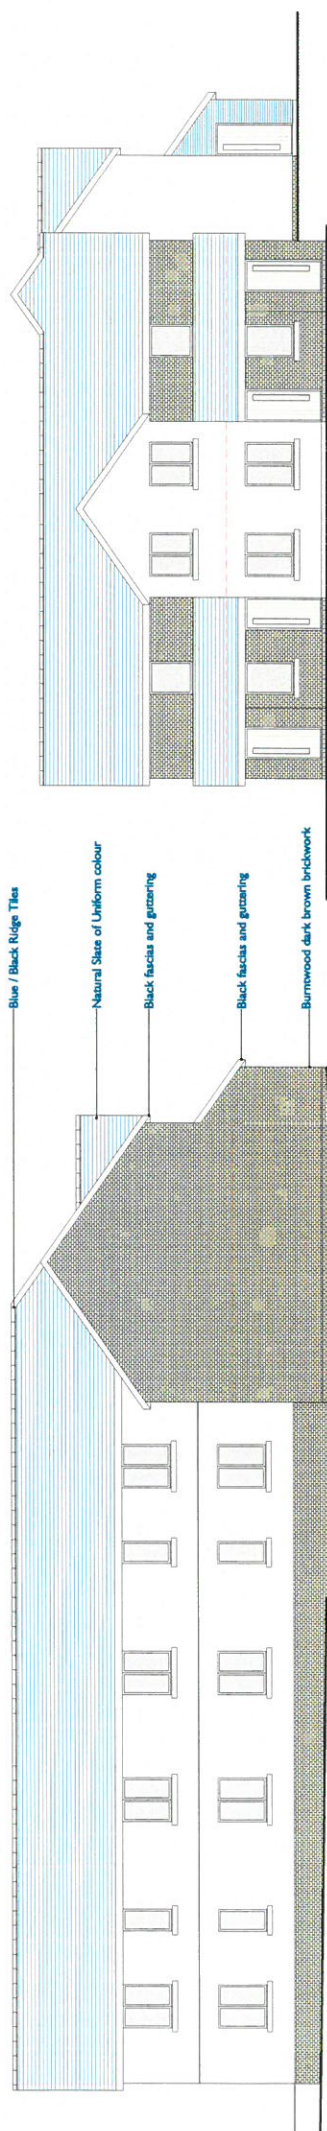 Blue / Black Ridge Tiles
Natural Slate of Uniform colour
Black fascias and guttering
Black fascias and guttering
Burntwood dark brown brickwork